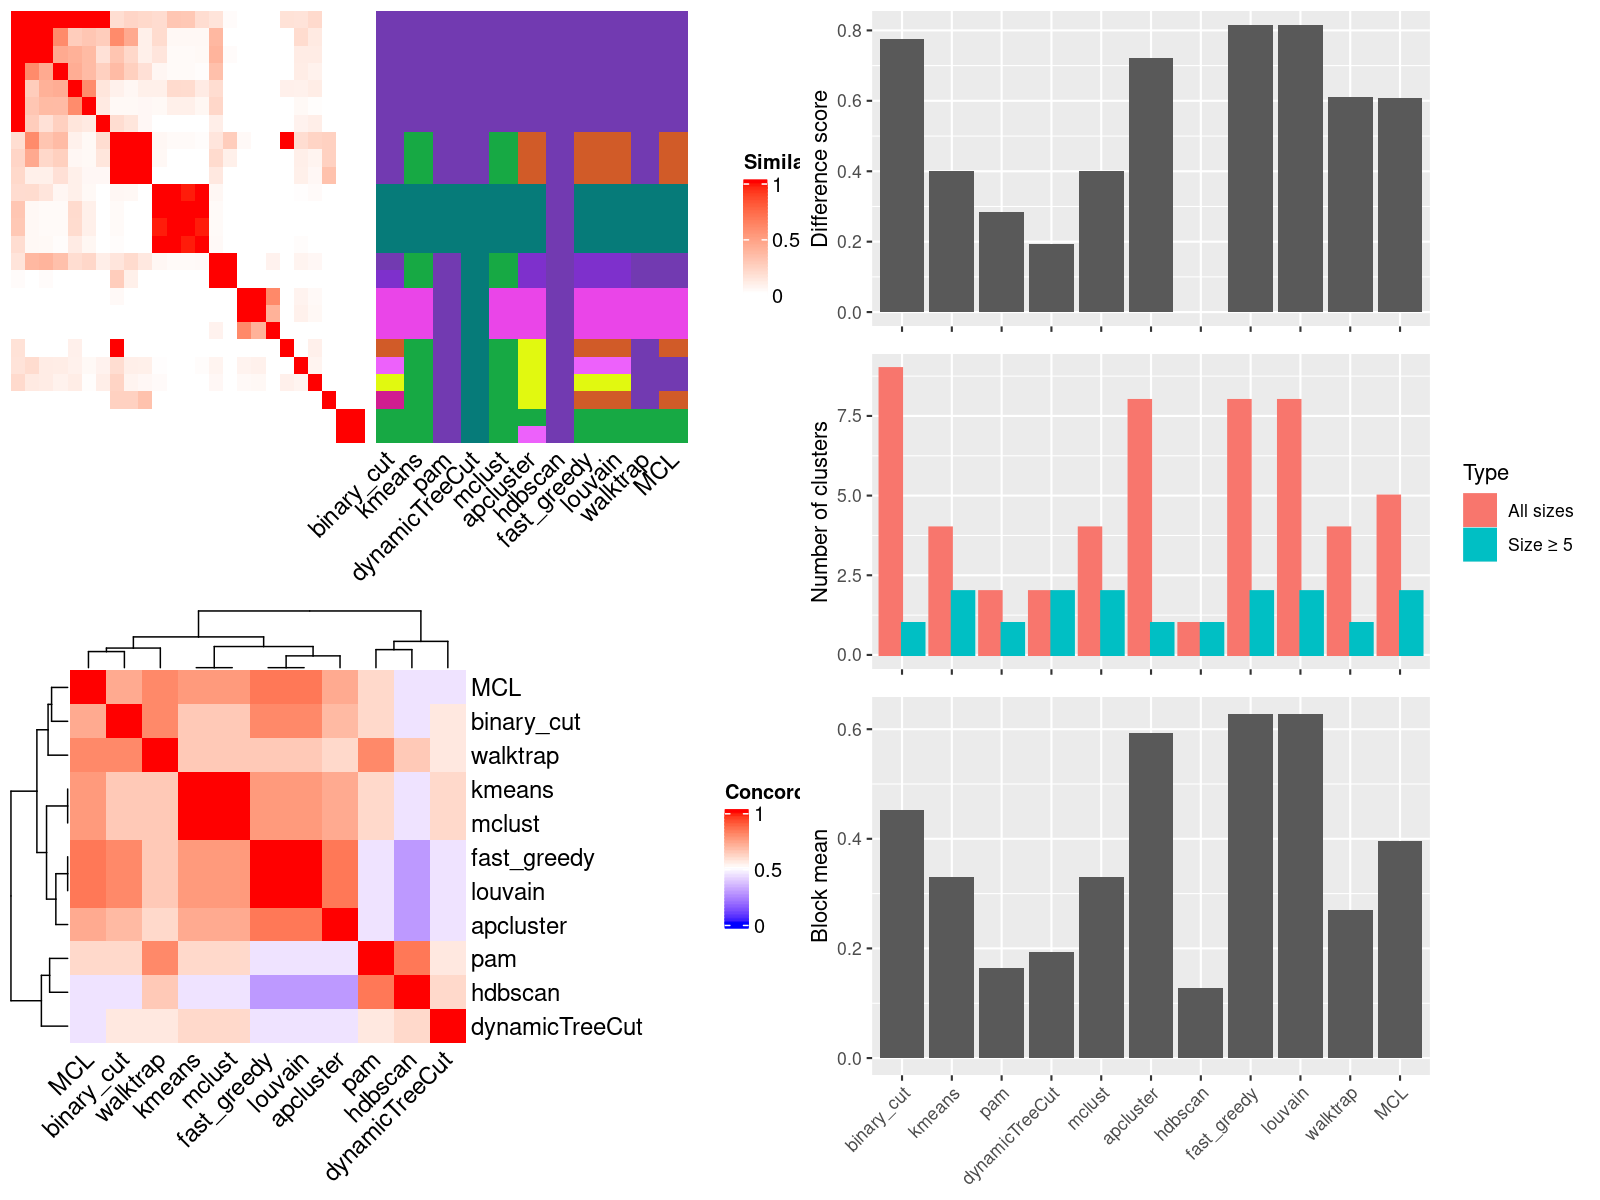 Simila
1
0.5
0
binary_cut
kmeans
pam
dynamicTreeCut
mclust
apcluster
hdbscan
fast_greedy
louvain
walktrap
MCL
MCL
binary_cut
walktrap
kmeans
mclust
fast_greedy
louvain
apcluster
pam
hdbscan
dynamicTreeCut
MCL
binary_cut
walktrap
kmeans
mclust
fast_greedy
louvain
apcluster
pam
hdbscan
dynamicTreeCut
Concord
1
0.5
0
Difference score
0.8
0.6
0.4
0.2
0.0
Number of clusters
7.5
5.0
2.5
0.0
Type
All sizes
Size ≥ 5
Block mean
0.6
0.4
0.2
0.0
binary_cut
kmeans
pam
dynamicTreeCut
mclust
apcluster
hdbscan
fast_greedy
louvain
walktrap
MCL